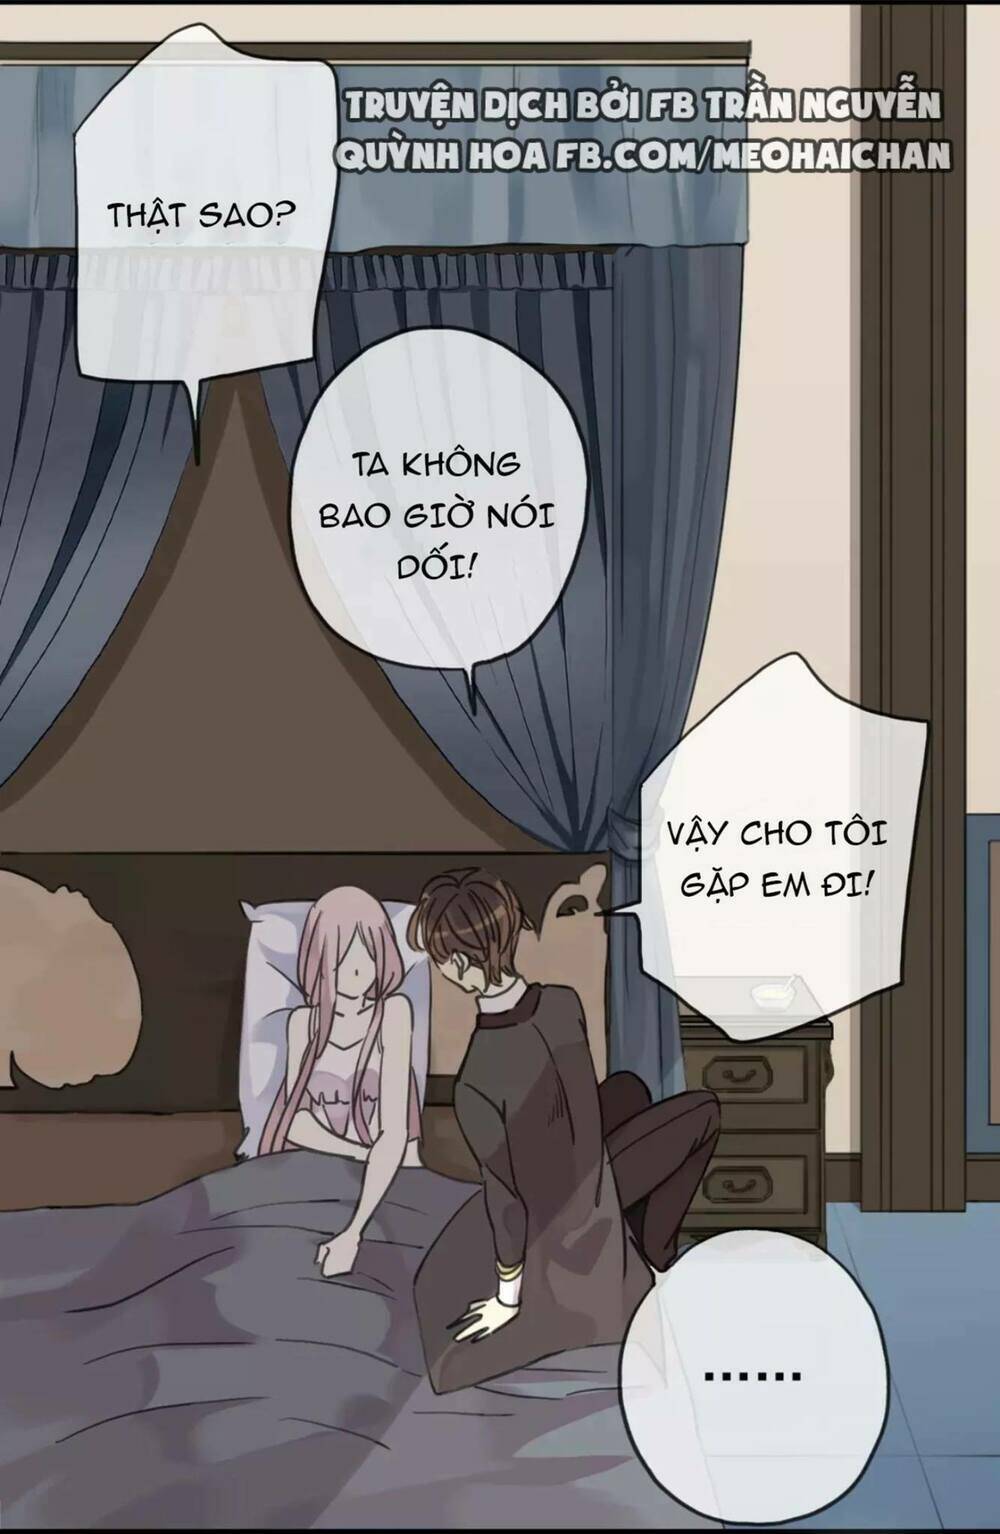 TRUYỆN DỊCH BỞI FB TRẦN NGUYỄN
QUỲNH HOA FB.COM/MEOHAICHAN
THẬT SAO?
TA KHÔNG
BAO GIỜ NÓI
DỐI!
VẬY CHO TÔI
GẶP EM ĐI!
......